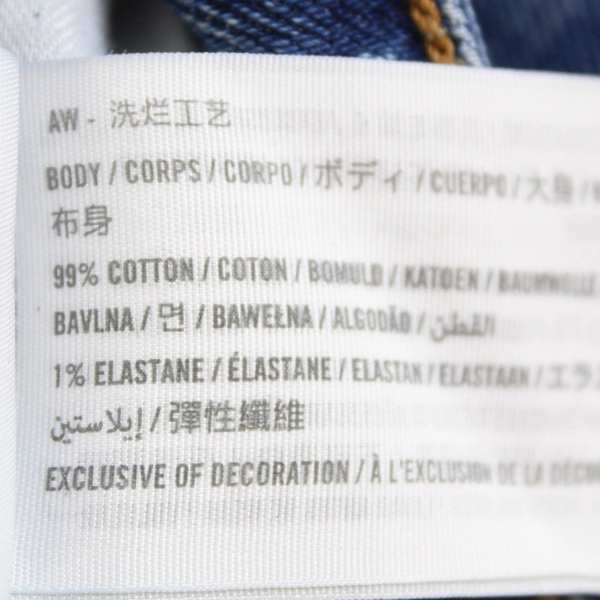 AW - 洗烂工艺
BODY / CORPS / CORPO / ボディ / CUERPO / 大身 /
布身
99% COTTON / COTON / BOMULD / KATOEN / BAUMWOLLE
BAVLNA / 면 / BAWEŁNA / ALGODÃO / القطن
1% ELASTANE / ÉLASTANE / ELASTAN / ELASTAAN / エラ
إيلاستين / 彈性纖維
EXCLUSIVE OF DECORATION / À L'EXCLUSION DE LA